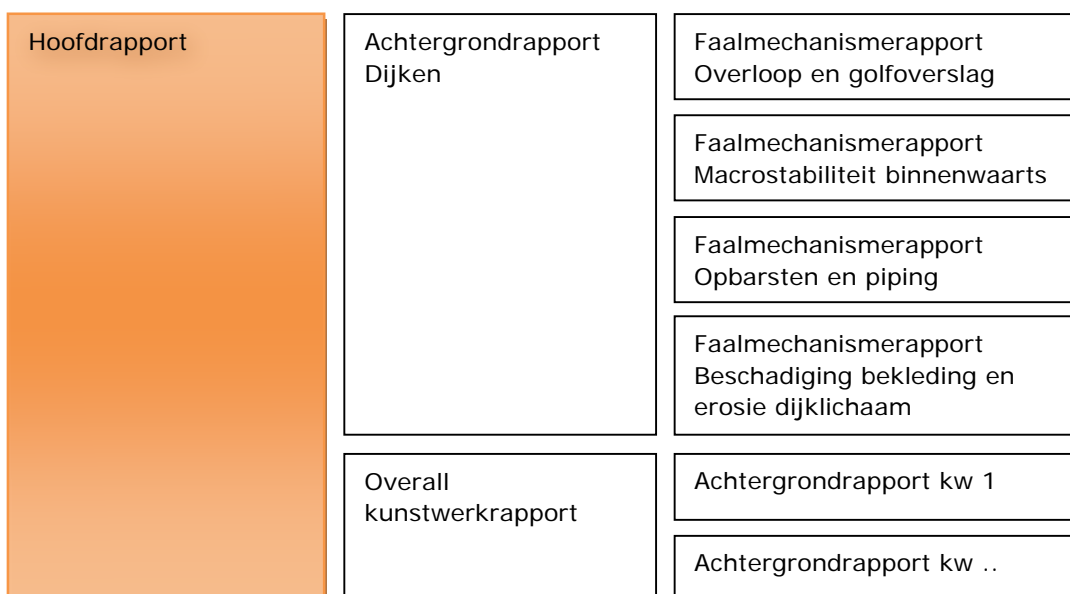 Hoofdrapport
Achtergrondrapport
Dijken
Faalmechanismerapport
Overloop en golfoverslag
Faalmechanismerapport
Macrostabiliteit binnenwaarts
Faalmechanismerapport
Opbarsten en piping
Faalmechanismerapport
Beschadiging bekleding en
erosie dijklichaam
Overall
kunstwerkrapport
Achtergrondrapport kw 1
Achtergrondrapport kw ..